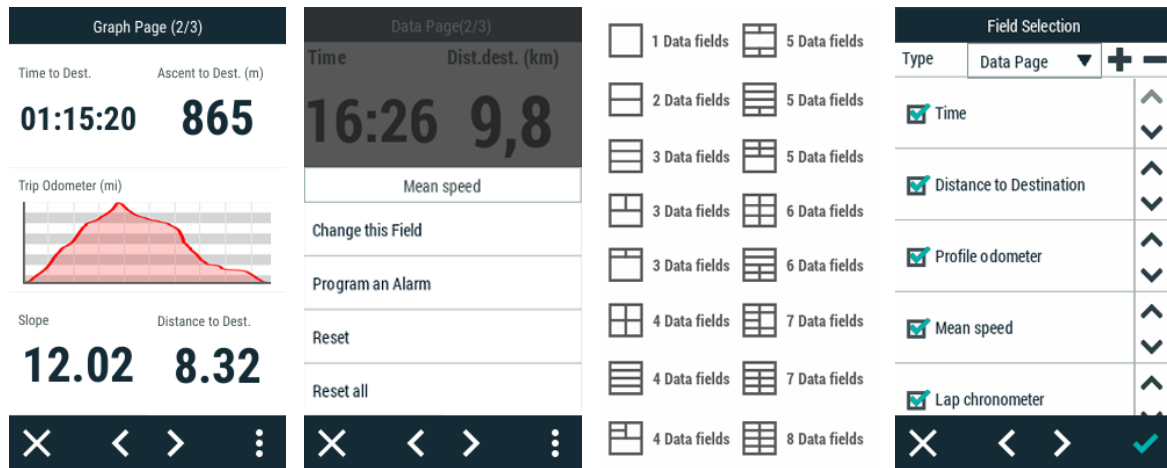 Graph Page (2/3)
Time to Dest. Ascent to Dest. (m)
01:15:20 865
Trip Odometer (mi)
Slope Distance to Dest.
12.02 8.32
Data Page(2/3)
Time Dist.dest. (km)
16:26 9,8
Mean speed
Change this Field
Program an Alarm
Reset
Reset all
1 Data fields 5 Data fields
2 Data fields 5 Data fields
3 Data fields 5 Data fields
3 Data fields 6 Data fields
3 Data fields 6 Data fields
4 Data fields 7 Data fields
4 Data fields 7 Data fields
4 Data fields 8 Data fields
Field Selection
Type Data Page
Time
Distance to Destination
Profile odometer
Mean speed
Lap chronometer